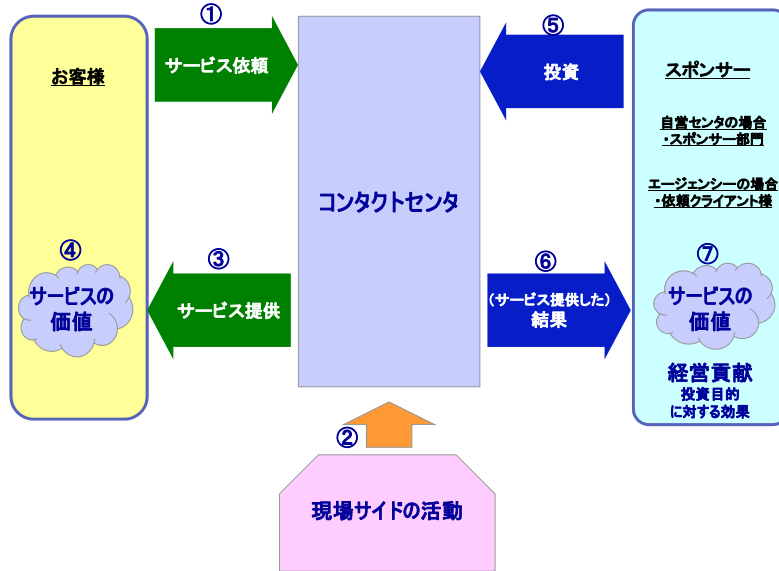 ①
サービス依頼
お客様
⑤
投資
スポンサー
自営センタの場合
・スポンサー部門
エージェンシーの場合
・依頼クライアント様
コンタクトセンタ
④
サービスの
価値
③
サービス提供
⑥
（サービス提供した）
結果
⑦
サービスの
価値
経営貢献
投資目的
に対する効果
②
現場サイドの活動